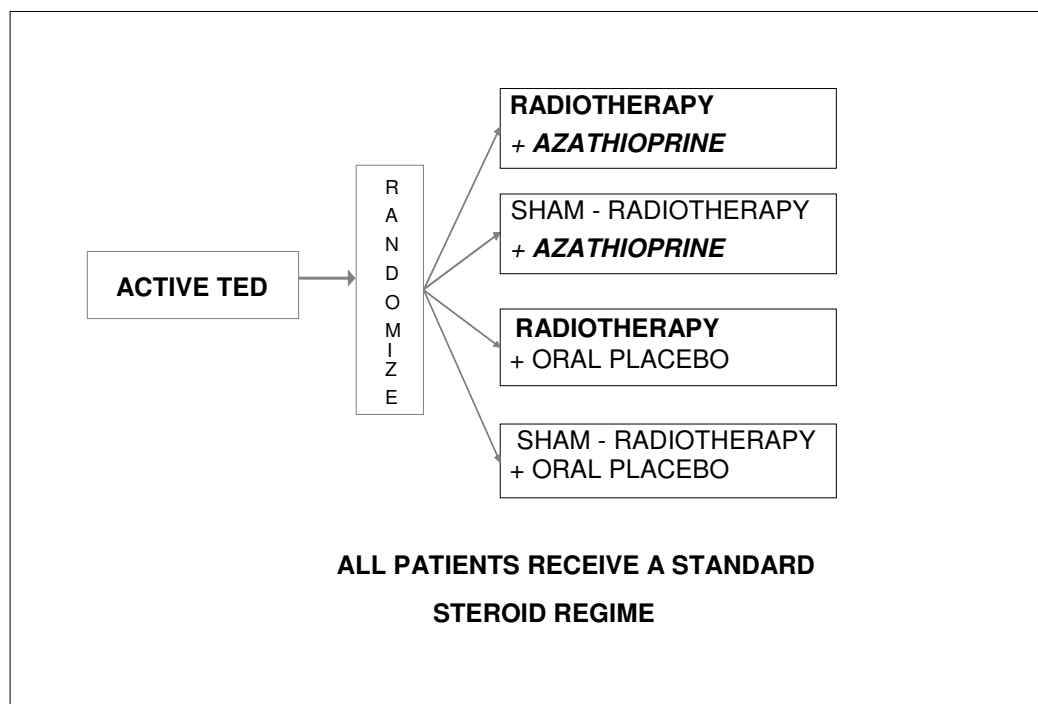 ACTIVE TED
RANDOMIZE
RADIOTHERAPY
+ AZATHIOPRINE
SHAM - RADIOTHERAPY
+ AZATHIOPRINE
RADIOTHERAPY
+ ORAL PLACEBO
SHAM - RADIOTHERAPY
+ ORAL PLACEBO
ALL PATIENTS RECEIVE A STANDARD
STEROID REGIME